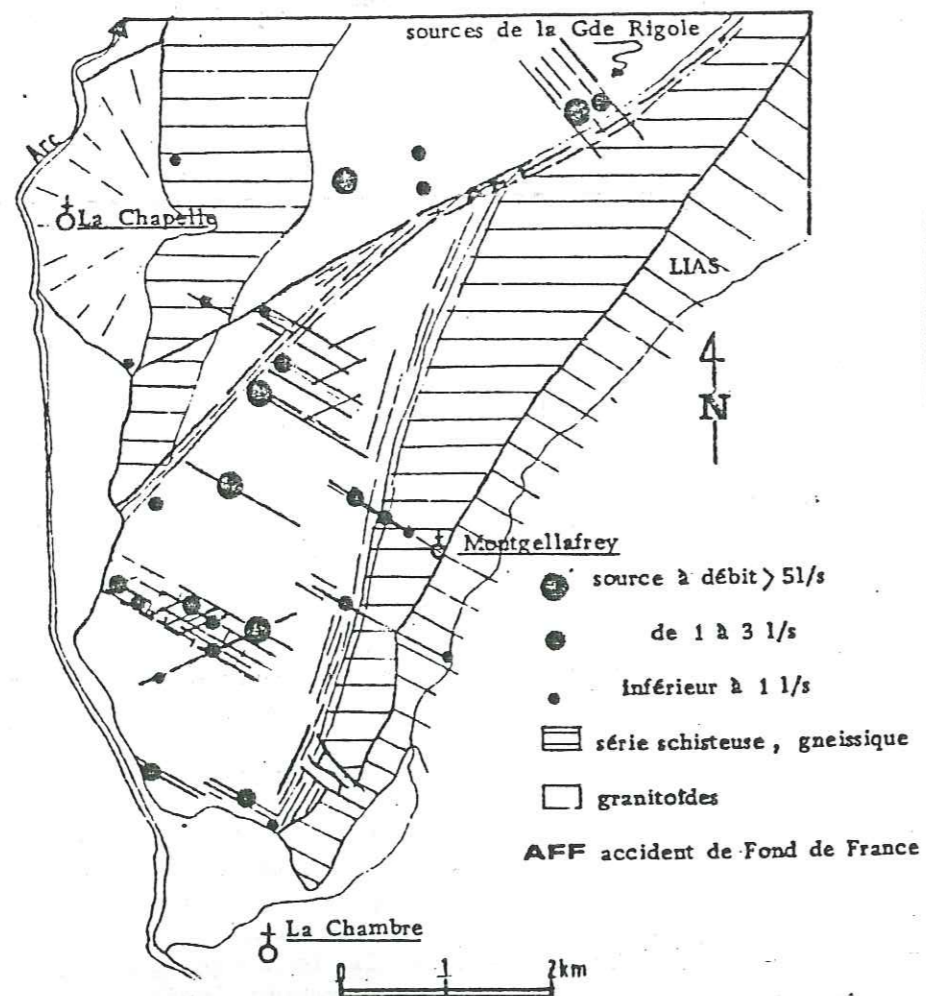 sources de la Gde Rigole
Arc
La Chapelle
LIAS
N
Montgellafrey
source à débit > 5l/s
de 1 à 3 l/s
inférieur à 1 l/s
série schisteuse , gneissique
granitoïdes
AFF accident de Fond de France
La Chambre
0 1 2km